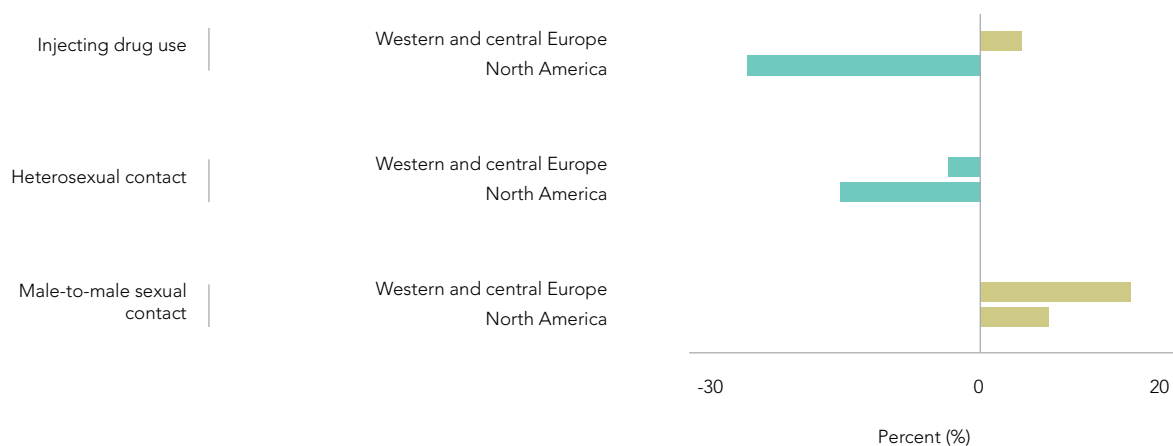 Injecting drug use
Western and central Europe
North America
Heterosexual contact
Western and central Europe
North America
Male-to-male sexual
contact
Western and central Europe
North America
-30 0 20
Percent (%)